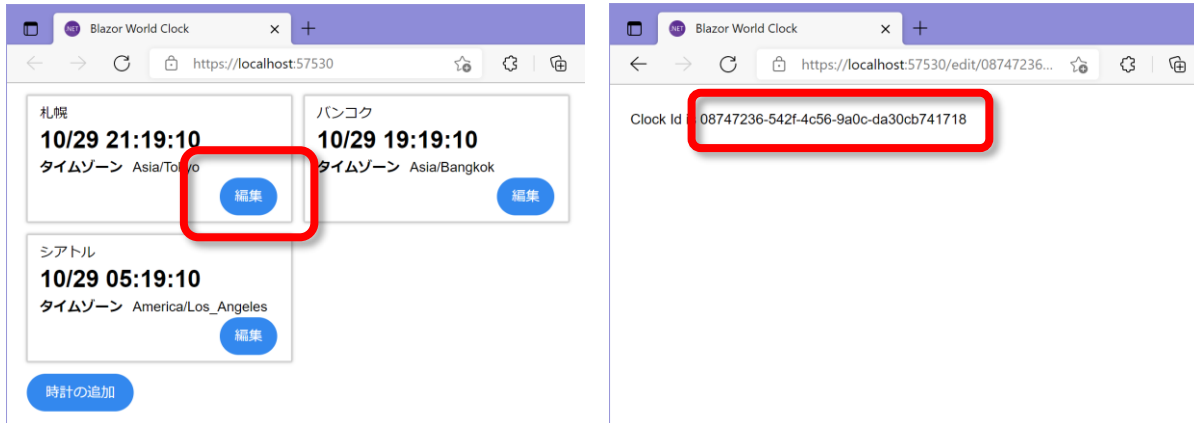 Blazor World Clock
https://localhost:57530
札幌
10/29 21:19:10
タイムゾーン Asia/Tokyo
編集
バンコク
10/29 19:19:10
タイムゾーン Asia/Bangkok
編集
シアトル
10/29 05:19:10
タイムゾーン America/Los_Angeles
編集
時計の追加
Blazor World Clock
https://localhost:57530/edit/08747236...
Clock Id is 08747236-542f-4c56-9a0c-da30cb741718